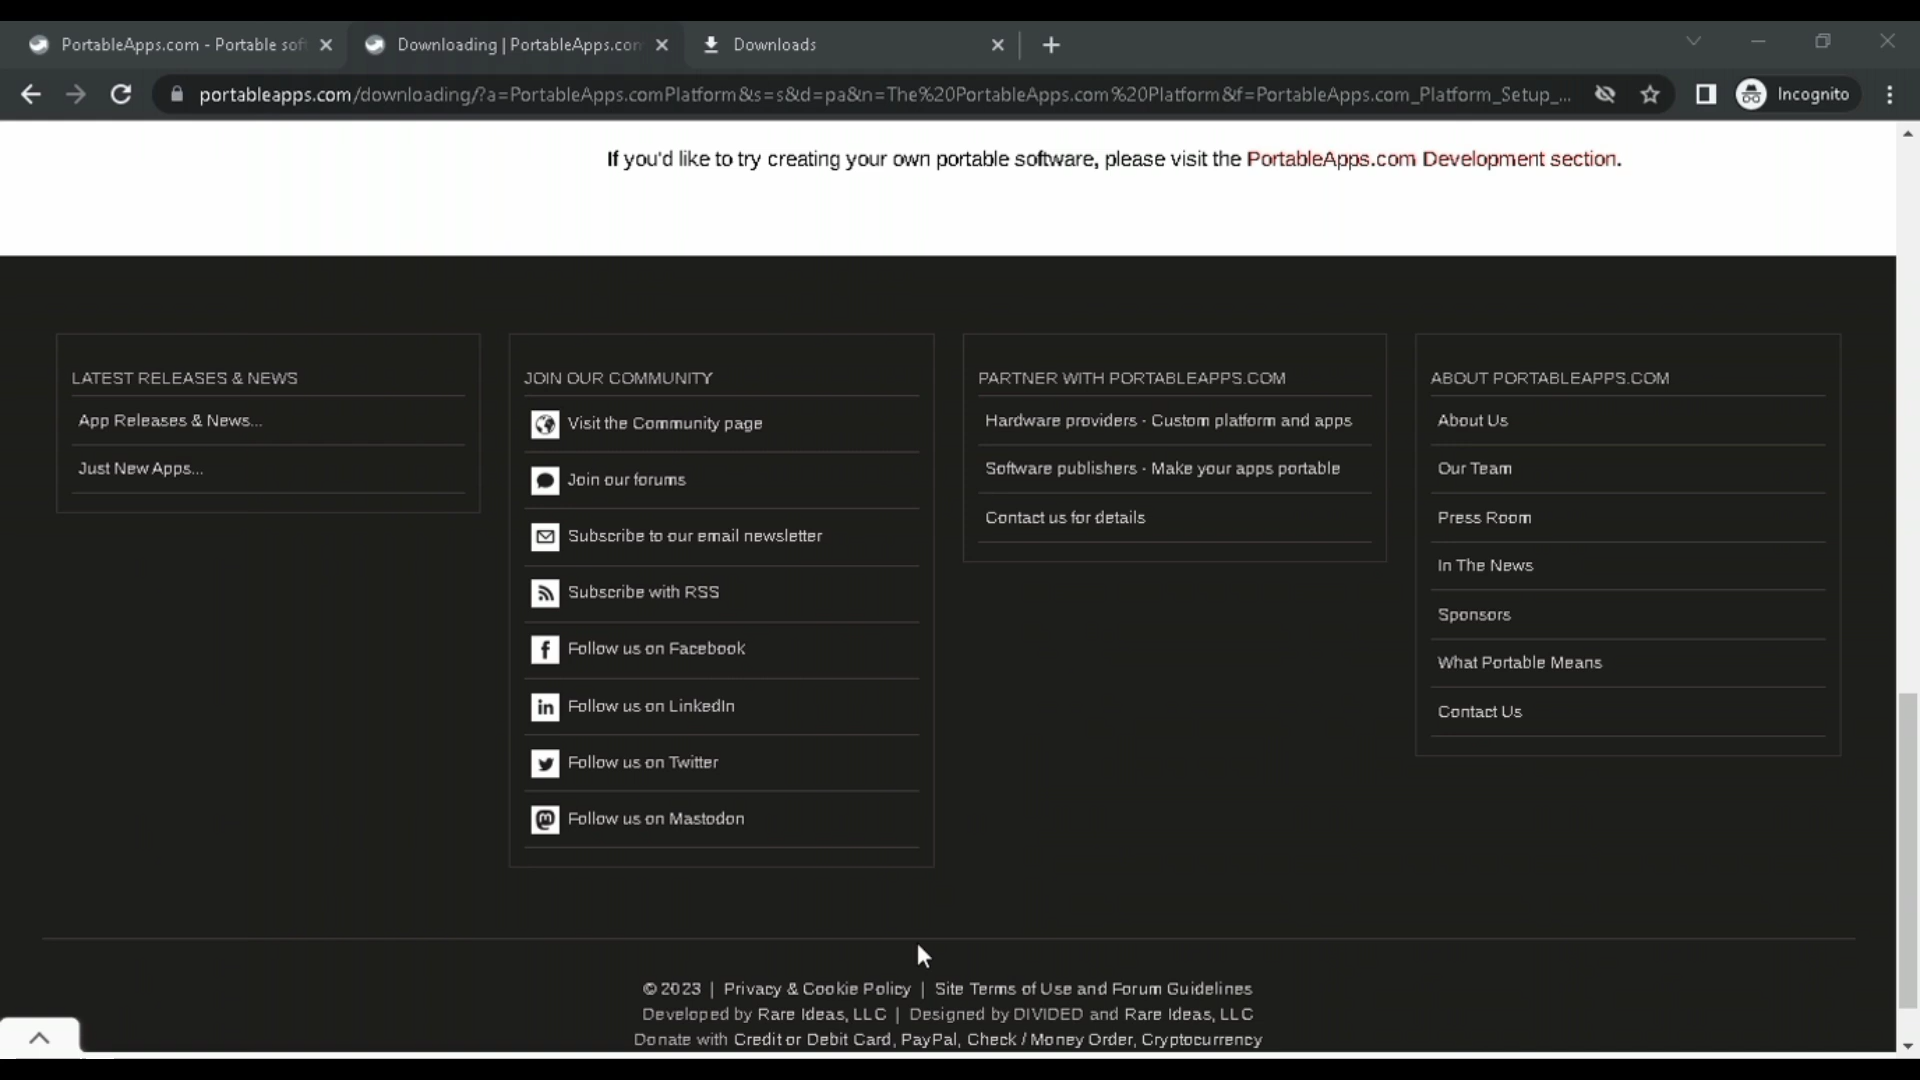 PortableApps.com - Portable soft
Downloading | PortableApps.com
Downloads
portableapps.com/downloading/?a=PortableApps.comPlatform&s=s&d=pa&n=The%20PortableApps.com%20Platform&f=PortableApps.com_Platform_Setup_...
Incognito
If you'd like to try creating your own portable software, please visit the PortableApps.com Development section.
LATEST RELEASES & NEWS
App Releases & News...
Just New Apps...
JOIN OUR COMMUNITY
Visit the Community page
Join our forums
Subscribe to our email newsletter
Subscribe with RSS
Follow us on Facebook
Follow us on LinkedIn
Follow us on Twitter
Follow us on Mastodon
PARTNER WITH PORTABLEAPPS.COM
Hardware providers - Custom platform and apps
Software publishers - Make your apps portable
Contact us for details
ABOUT PORTABLEAPPS.COM
About Us
Our Team
Press Room
In The News
Sponsors
What Portable Means
Contact Us
© 2023 | Privacy & Cookie Policy | Site Terms of Use and Forum Guidelines
Developed by Rare Ideas, LLC | Designed by DIVIDED and Rare Ideas, LLC
Donate with Credit or Debit Card, PayPal, Check / Money Order, Cryptocurrency